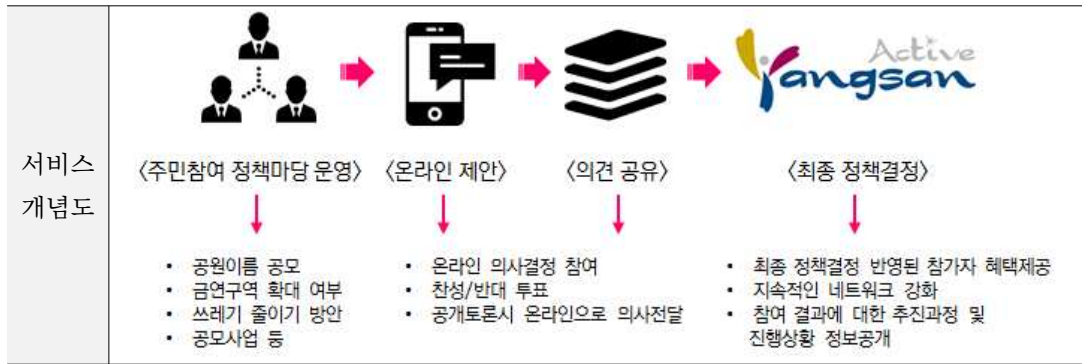 서비스
개념도
Active
Yangsan
〈주민참여 정책마당 운영〉
〈온라인 제안〉
〈의견 공유〉
〈최종 정책결정〉
• 공원이름 공모
• 금연구역 확대 여부
• 쓰레기 줄이기 방안
• 공모사업 등
• 온라인 의사결정 참여
• 찬성/반대 투표
• 공개토론시 온라인으로 의사전달
• 최종 정책결정 반영된 참가자 혜택제공
• 지속적인 네트워크 강화
• 참여 결과에 대한 추진과정 및
진행상황 정보공개